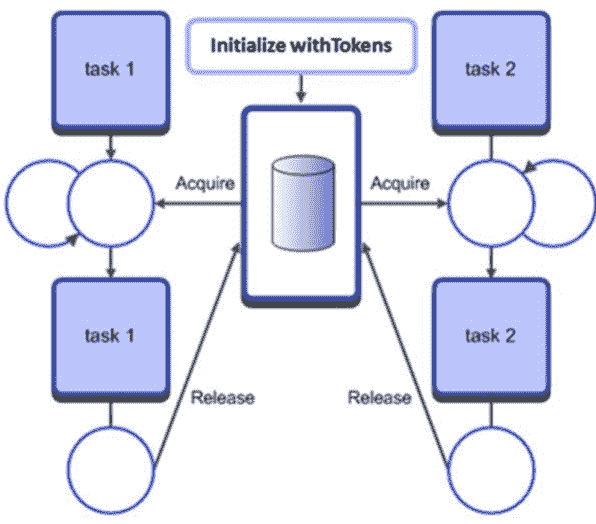 Initialize withTokens
task 1
task 2
Acquire
Acquire
task 1
task 2
Release
Release